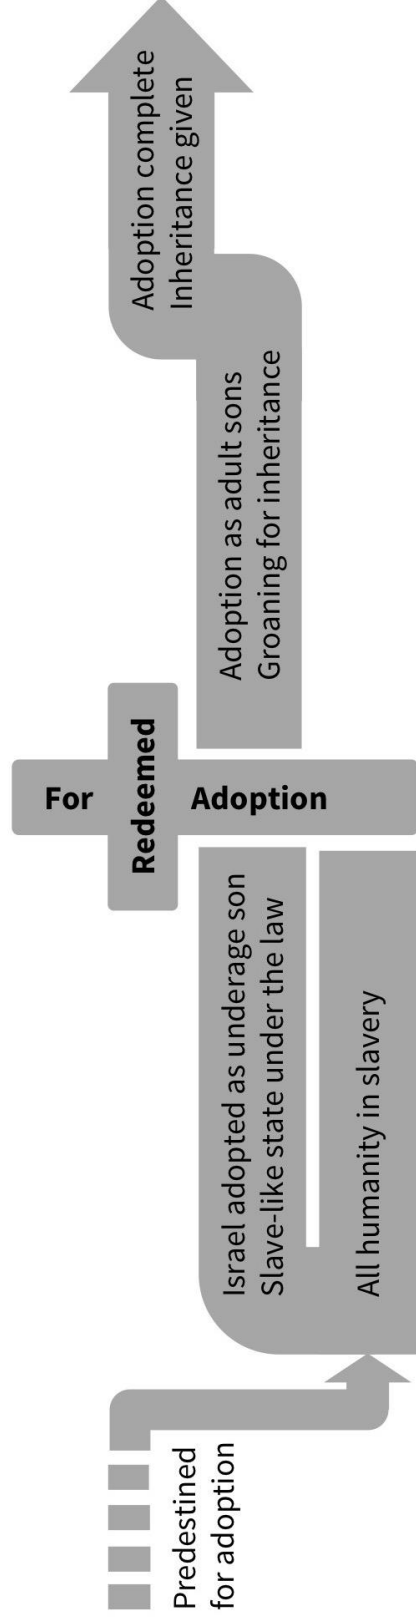 Predestined
for adoption
Israel adopted as underage son
Slave-like state under the law
All humanity in slavery
For
Redeemed
Adoption
Adoption as adult sons
Groaning for inheritance
Adoption complete
Inheritance given